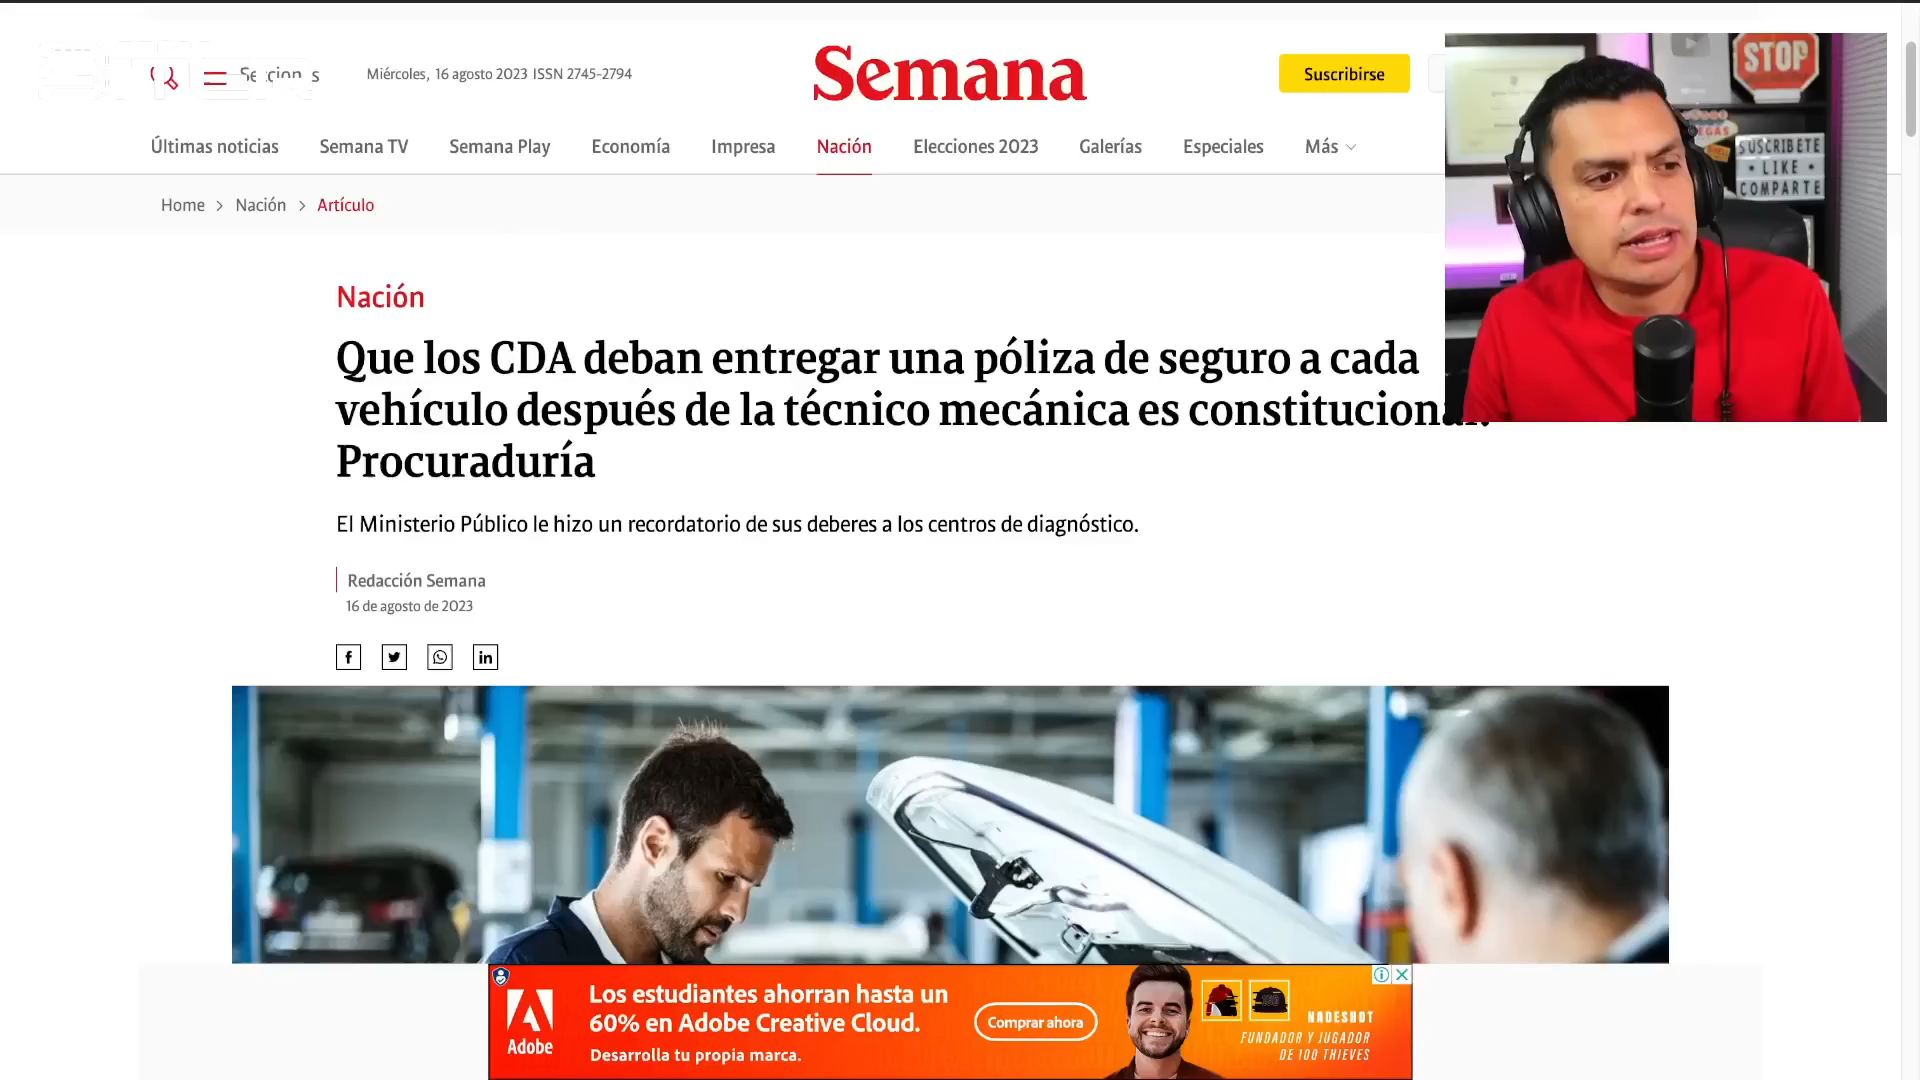 Miércoles, 16 agosto 2023 ISSN 2745-2794
Semana
Suscribirse
Últimas noticias
Semana TV
Semana Play
Economía
Impresa
Nación
Elecciones 2023
Galerías
Especiales
Más
Home > Nación > Artículo
Nación
Que los CDA deban entregar una póliza de seguro a cada
vehículo después de la técnico mecánica es
Procuraduría
El Ministerio Público le hizo un recordatorio de sus deberes a los centros de diagnóstico.
Redacción Semana
16 de agosto de 2023
STOP
SUSCRIBETE
• LIKE •
COMPARTE
Los estudiantes ahorran hasta un
60% en Adobe Creative Cloud.
Desarrolla tu propia marca.
Adobe
Comprar ahora
NADESHOT
FUNDADOR Y JUGADOR
DE 100 THIEVES